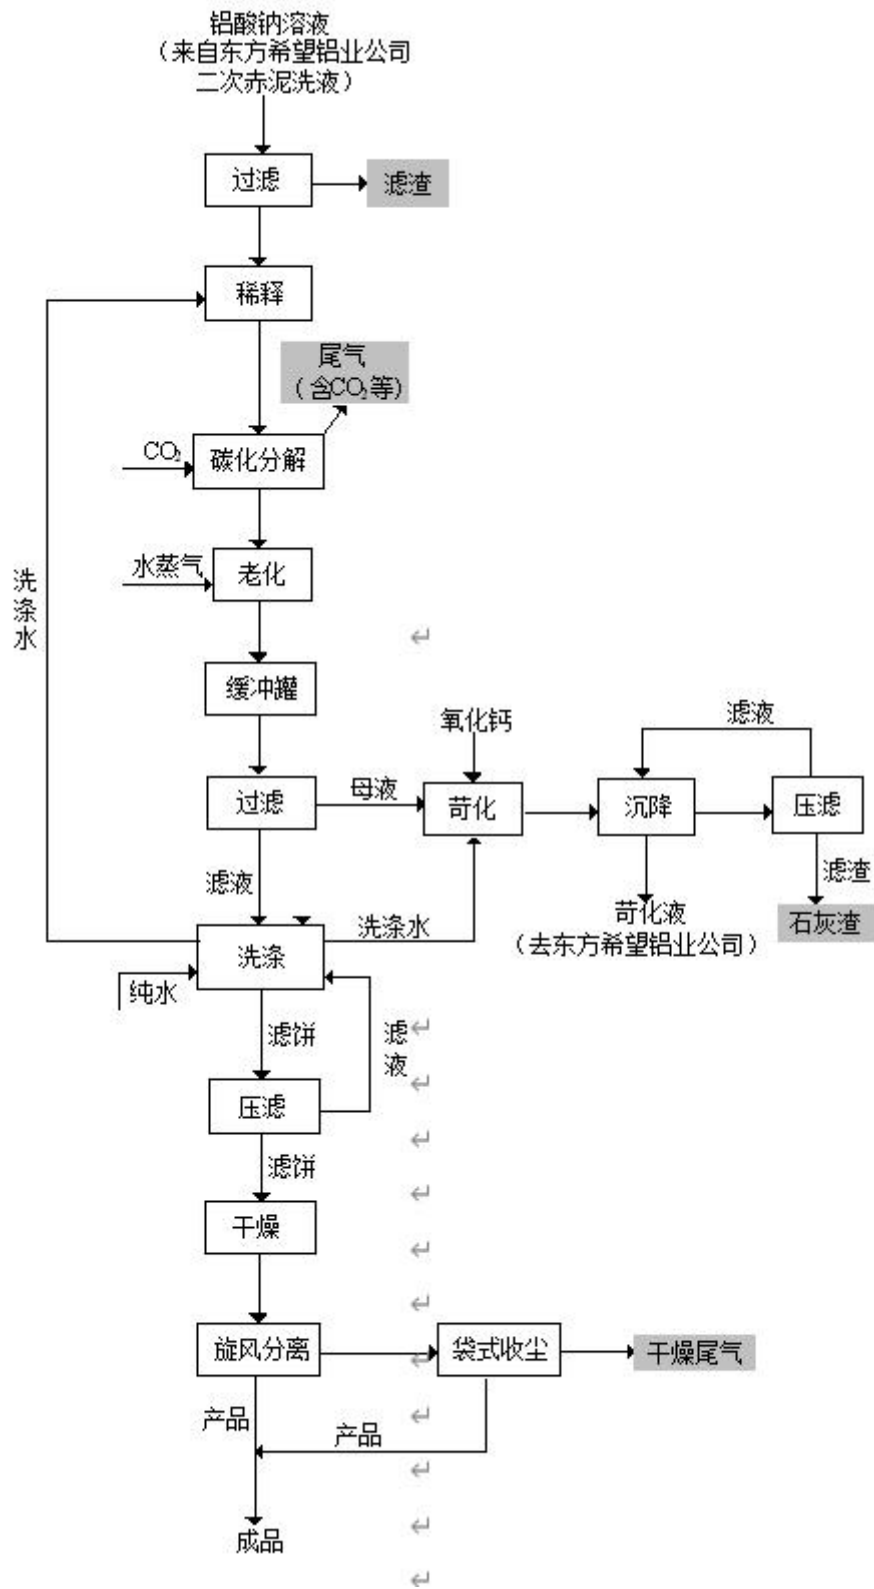 铝酸钠溶液
（来自东方希望铝业公司
二次赤泥洗液）
过滤
滤渣
稀释
尾气
（含CO₂等）
CO₂
碳化分解
水蒸气
老化
洗
涤
水
缓冲罐
氧化钙
滤液
过滤
母液
苛化
沉降
压滤
滤液
滤渣
洗涤水
苛化液
（去东方希望铝业公司）
石灰渣
洗涤
纯水
滤饼
滤
液
压滤
滤饼
干燥
旋风分离
袋式收尘
干燥尾气
产品
产品
成品